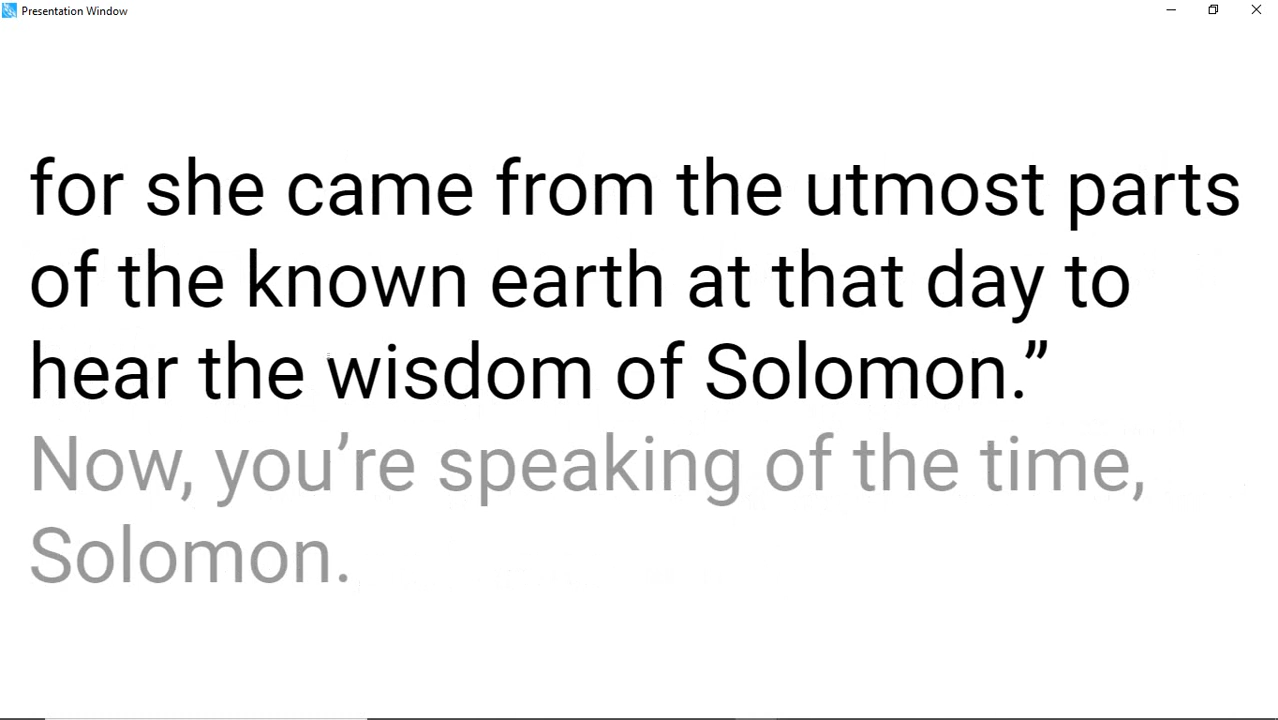 Presentation Window
for she came from the utmost parts
of the known earth at that day to
hear the wisdom of Solomon.”
Now, you’re speaking of the time,
Solomon.